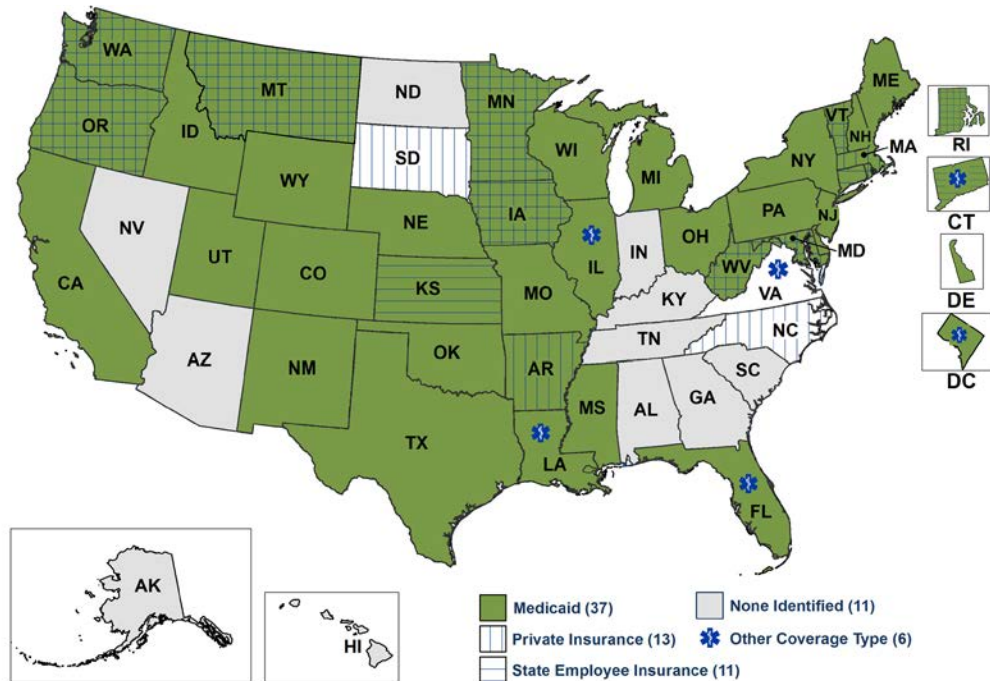 WA
MT
ND
MN
ME
OR
ID
SD
WI
VT
NH
MA
RI
WY
MI
NY
CT
NV
NE
IA
PA
NJ
CA
UT
CO
IL
IN
OH
MD
KS
MO
WV
VA
DE
KY
AZ
NM
OK
AR
TN
NC
DC
TX
LA
MS
AL
GA
SC
FL
AK
HI
Medicaid (37)
None Identified (11)
Private Insurance (13)
Other Coverage Type (6)
State Employee Insurance (11)